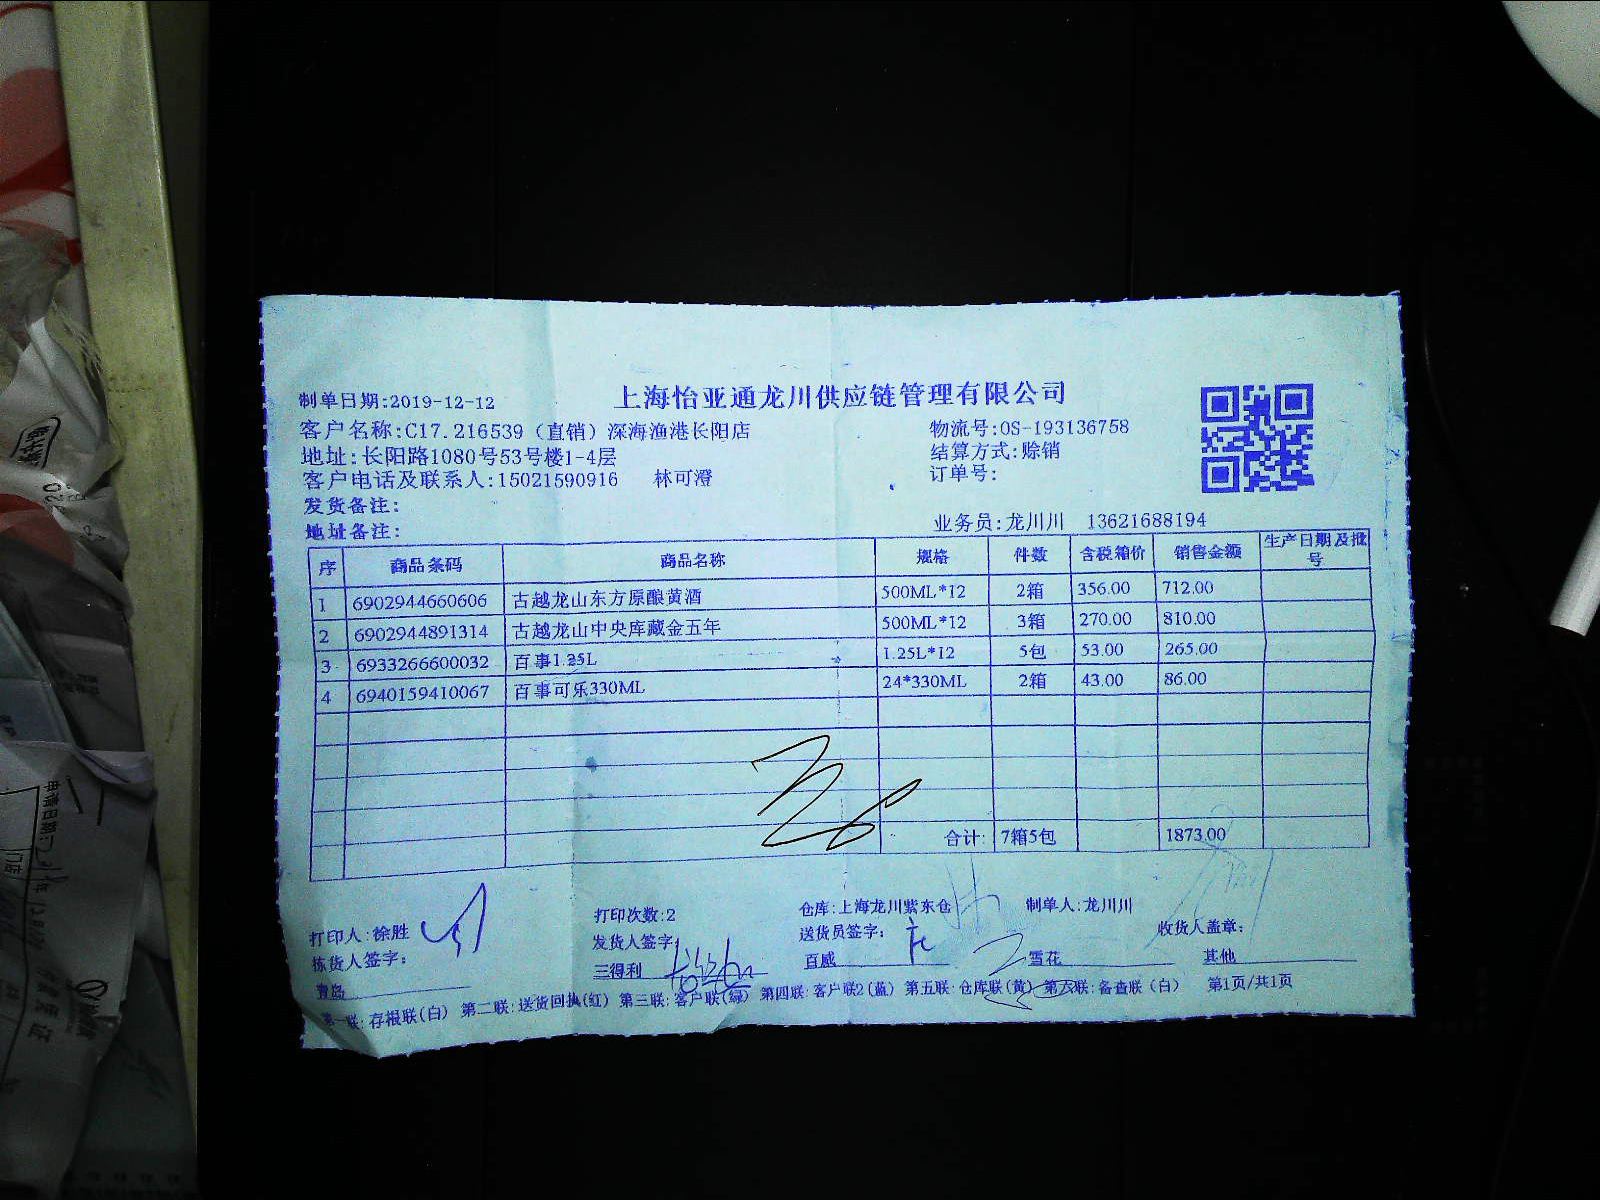 上海怡亚通龙川供应链管理有限公司
制单日期:2019-12-12
客户名称:C17.216539（直销）深海渔港长阳店 物流号:OS-193136758
地址:长阳路1080号53号楼1-4层 结算方式:赊销
客户电话及联系人:15021590916 林可澄 订单号:
发货备注:
地址备注: 业务员:龙川川 13621688194
序 商品条码 商品名称 规格 件数 含税箱价 销售金额 生产日期及批号
1 6902944660606 古越龙山东方原酿黄酒 500ML*12 2箱 356.00 712.00
2 6902944891314 古越龙山中央库藏金五年 500ML*12 3箱 270.00 810.00
3 6933266600032 百事1.25L 1.25L*12 5包 53.00 265.00
4 6940159410067 百事可乐330ML 24*330ML 2箱 43.00 86.00
合计: 7箱5包 1873.00
打印人:徐胜 打印次数:2 仓库:上海龙川紫东仓 制单人:龙川川
拣货人签字: 发货人签字: 送货员签字: 收货人盖章:
青岛 三得利 百威 雪花 其他
第一联:存根联(白) 第二联:送货回执(红) 第三联:客户联(绿) 第四联:客户联2(蓝) 第五联:仓库联(黄) 第六联:备查联(白) 第1页/共1页